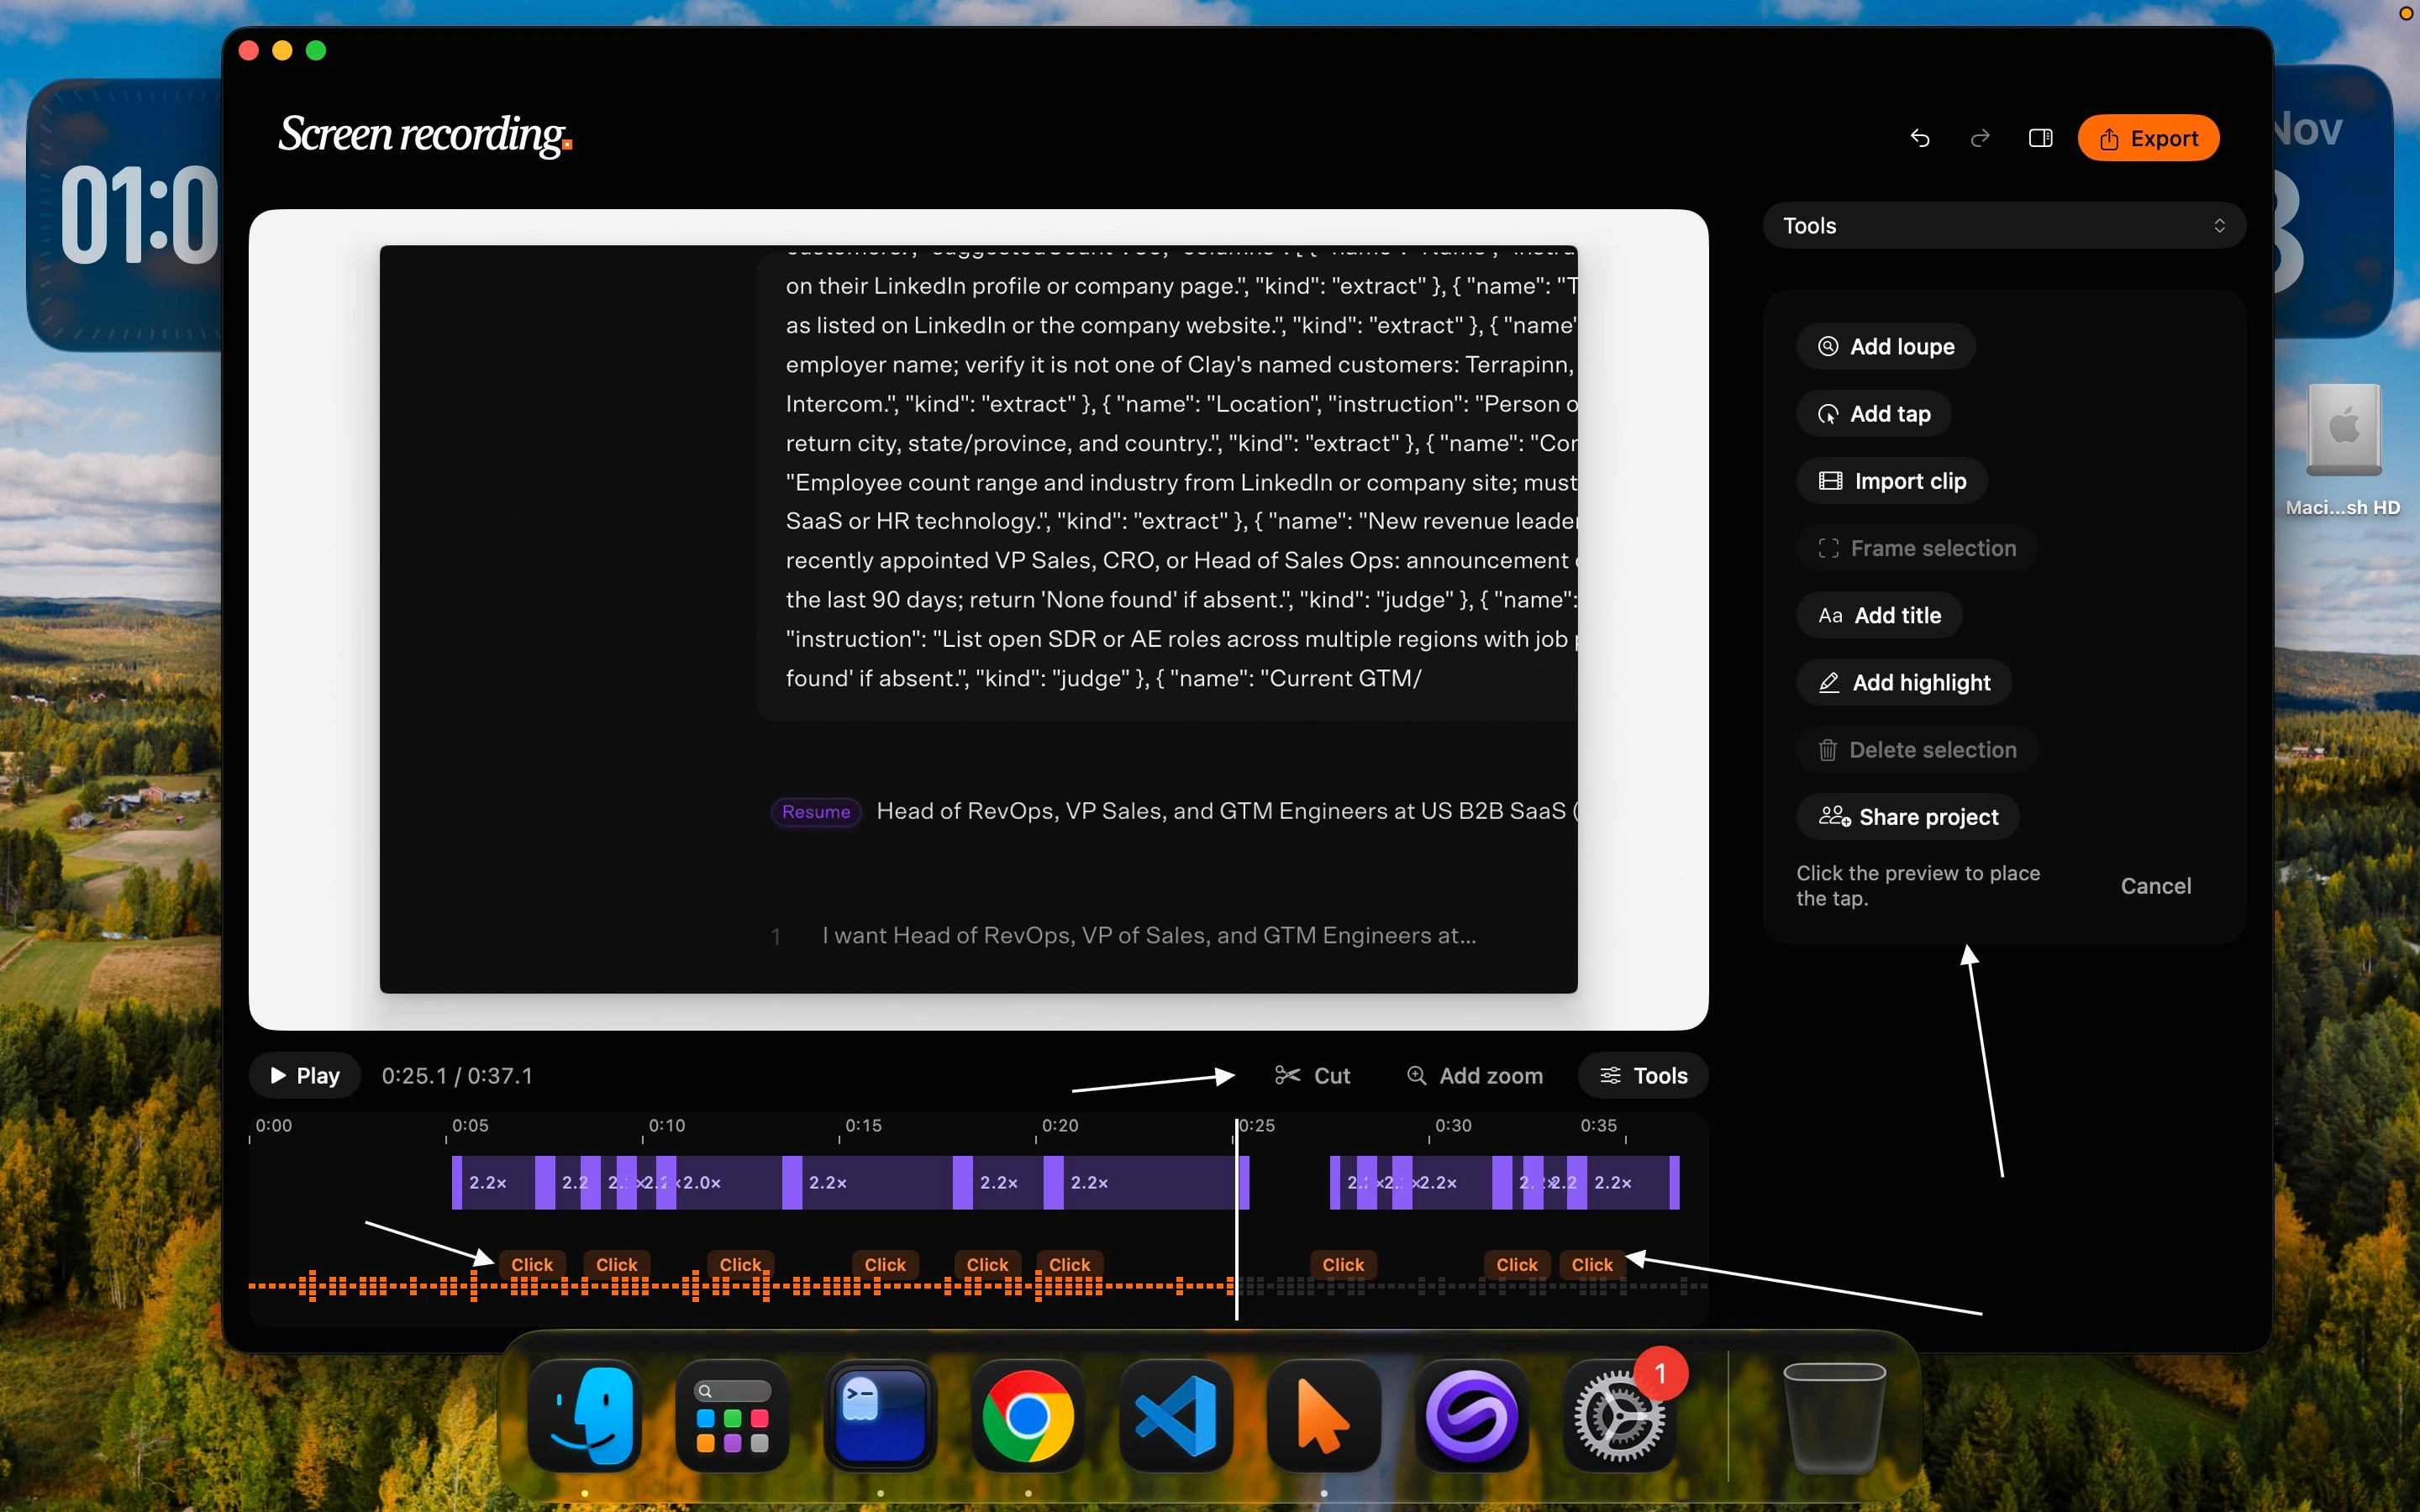 Screen recording
Export
Nov
01:0
Tools
customers.", "suggestedCount": 50, "columns": [ { "name": "Name", "instru
on their LinkedIn profile or company page.", "kind": "extract" }, { "name": "T
as listed on LinkedIn or the company website.", "kind": "extract" }, { "name"
employer name; verify it is not one of Clay's named customers: Terrapinn,
Intercom.", "kind": "extract" }, { "name": "Location", "instruction": "Person o
return city, state/province, and country.", "kind": "extract" }, { "name": "Cor
"Employee count range and industry from LinkedIn or company site; must
SaaS or HR technology.", "kind": "extract" }, { "name": "New revenue leader
recently appointed VP Sales, CRO, or Head of Sales Ops: announcement
the last 90 days; return 'None found' if absent.", "kind": "judge" }, { "name":
"instruction": "List open SDR or AE roles across multiple regions with job
found' if absent.", "kind": "judge" }, { "name": "Current GTM/
Resume Head of RevOps, VP Sales, and GTM Engineers at US B2B SaaS (
1 I want Head of RevOps, VP of Sales, and GTM Engineers at...
Add loupe
Add tap
Import clip
Frame selection
Add title
Add highlight
Delete selection
Share project
Click the preview to place
the tap.
Cancel
Maci...sh HD
Play 0:25.1 / 0:37.1 Cut Add zoom Tools
0:00 0:05 0:10 0:15 0:20 0:25 0:30 0:35
2.2× 2.2 2.0× 2.2× 2.2× 2.2× 2.2× 2.2 2.2×
Click Click Click Click Click Click Click Click Click
1